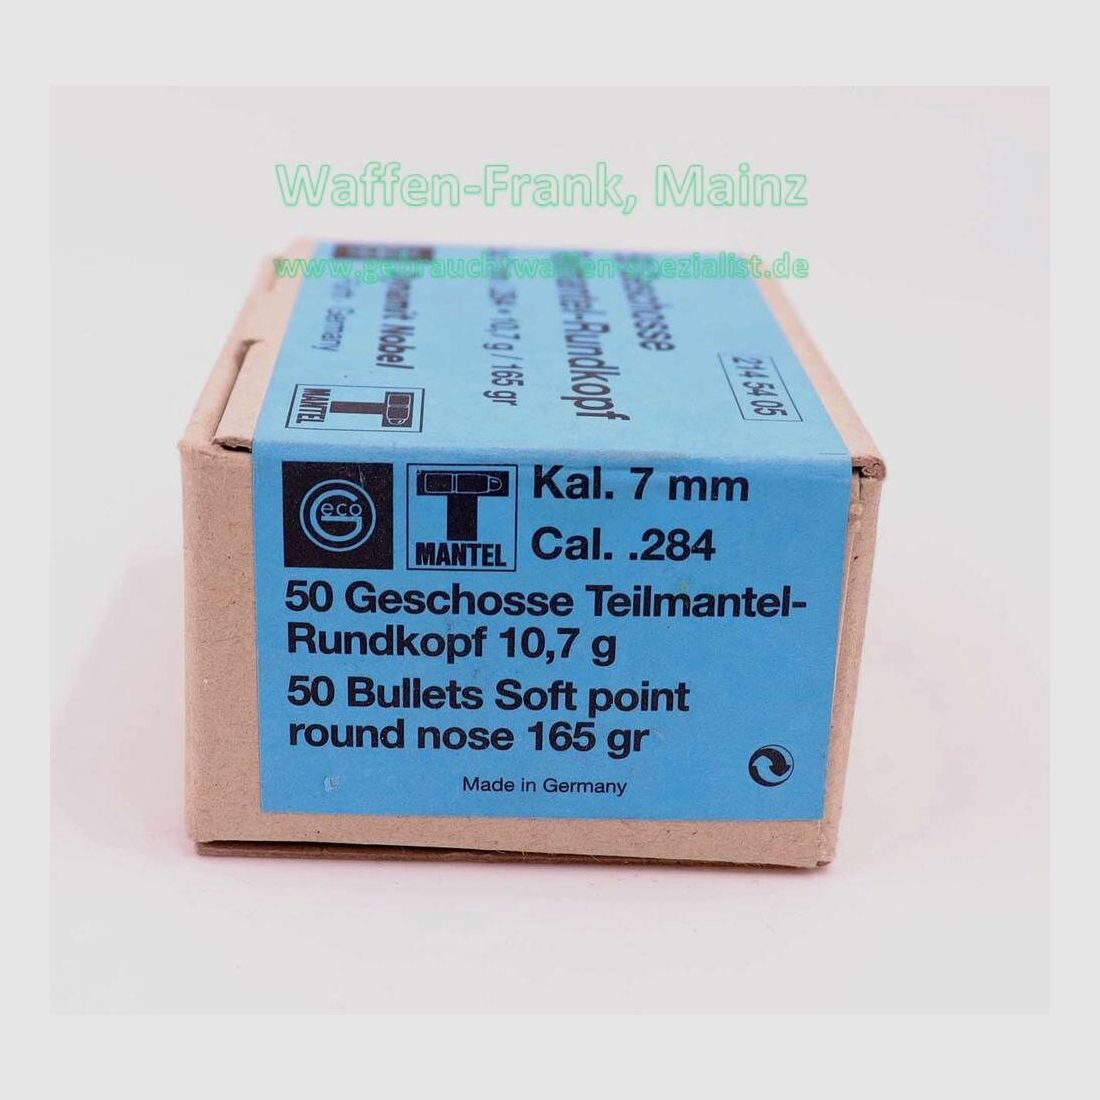 Waffen-Frank, Mainz
www.gebrauchtwaffen-spezialist.de
Geschosse
mantel-Rundkopf
.284 • 10,7 g / 165 gr
Dynamit Nobel
Germany
214 54 05
T
MANTEL
Geco
T
MANTEL
Kal. 7 mm
Cal. .284
50 Geschosse Teilmantel-
Rundkopf 10,7 g
50 Bullets Soft point
round nose 165 gr
Made in Germany